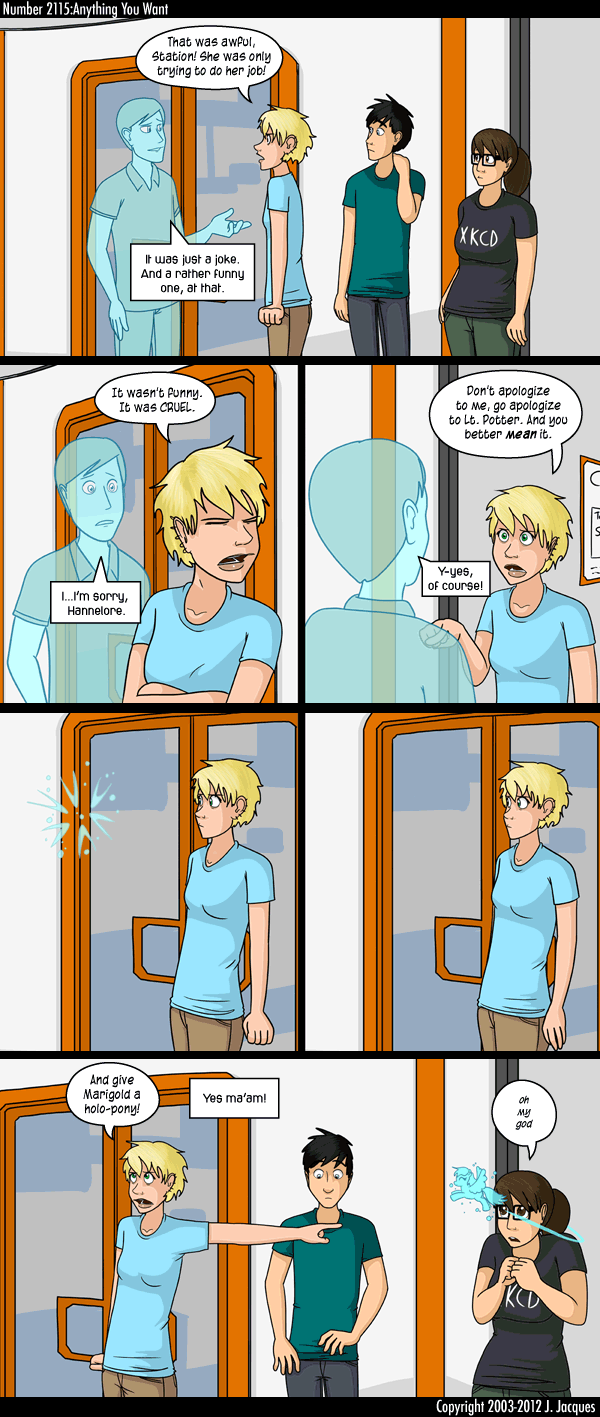 Number 2115:Anything You Want
That was awful,
Station! She was only
trying to do her job!
It was just a joke.
And a rather funny
one, at that.
XKCD
It wasn't funny.
It was CRUEL.
I...I'm sorry,
Hannelore.
Don't apologize
to me, go apologize
to Lt. Potter. And you
better mean it.
Y-yes,
of course!
And give
Marigold a
holo-pony!
Yes ma'am!
oh
my
god
KCD
Copyright 2003-2012 J. Jacques